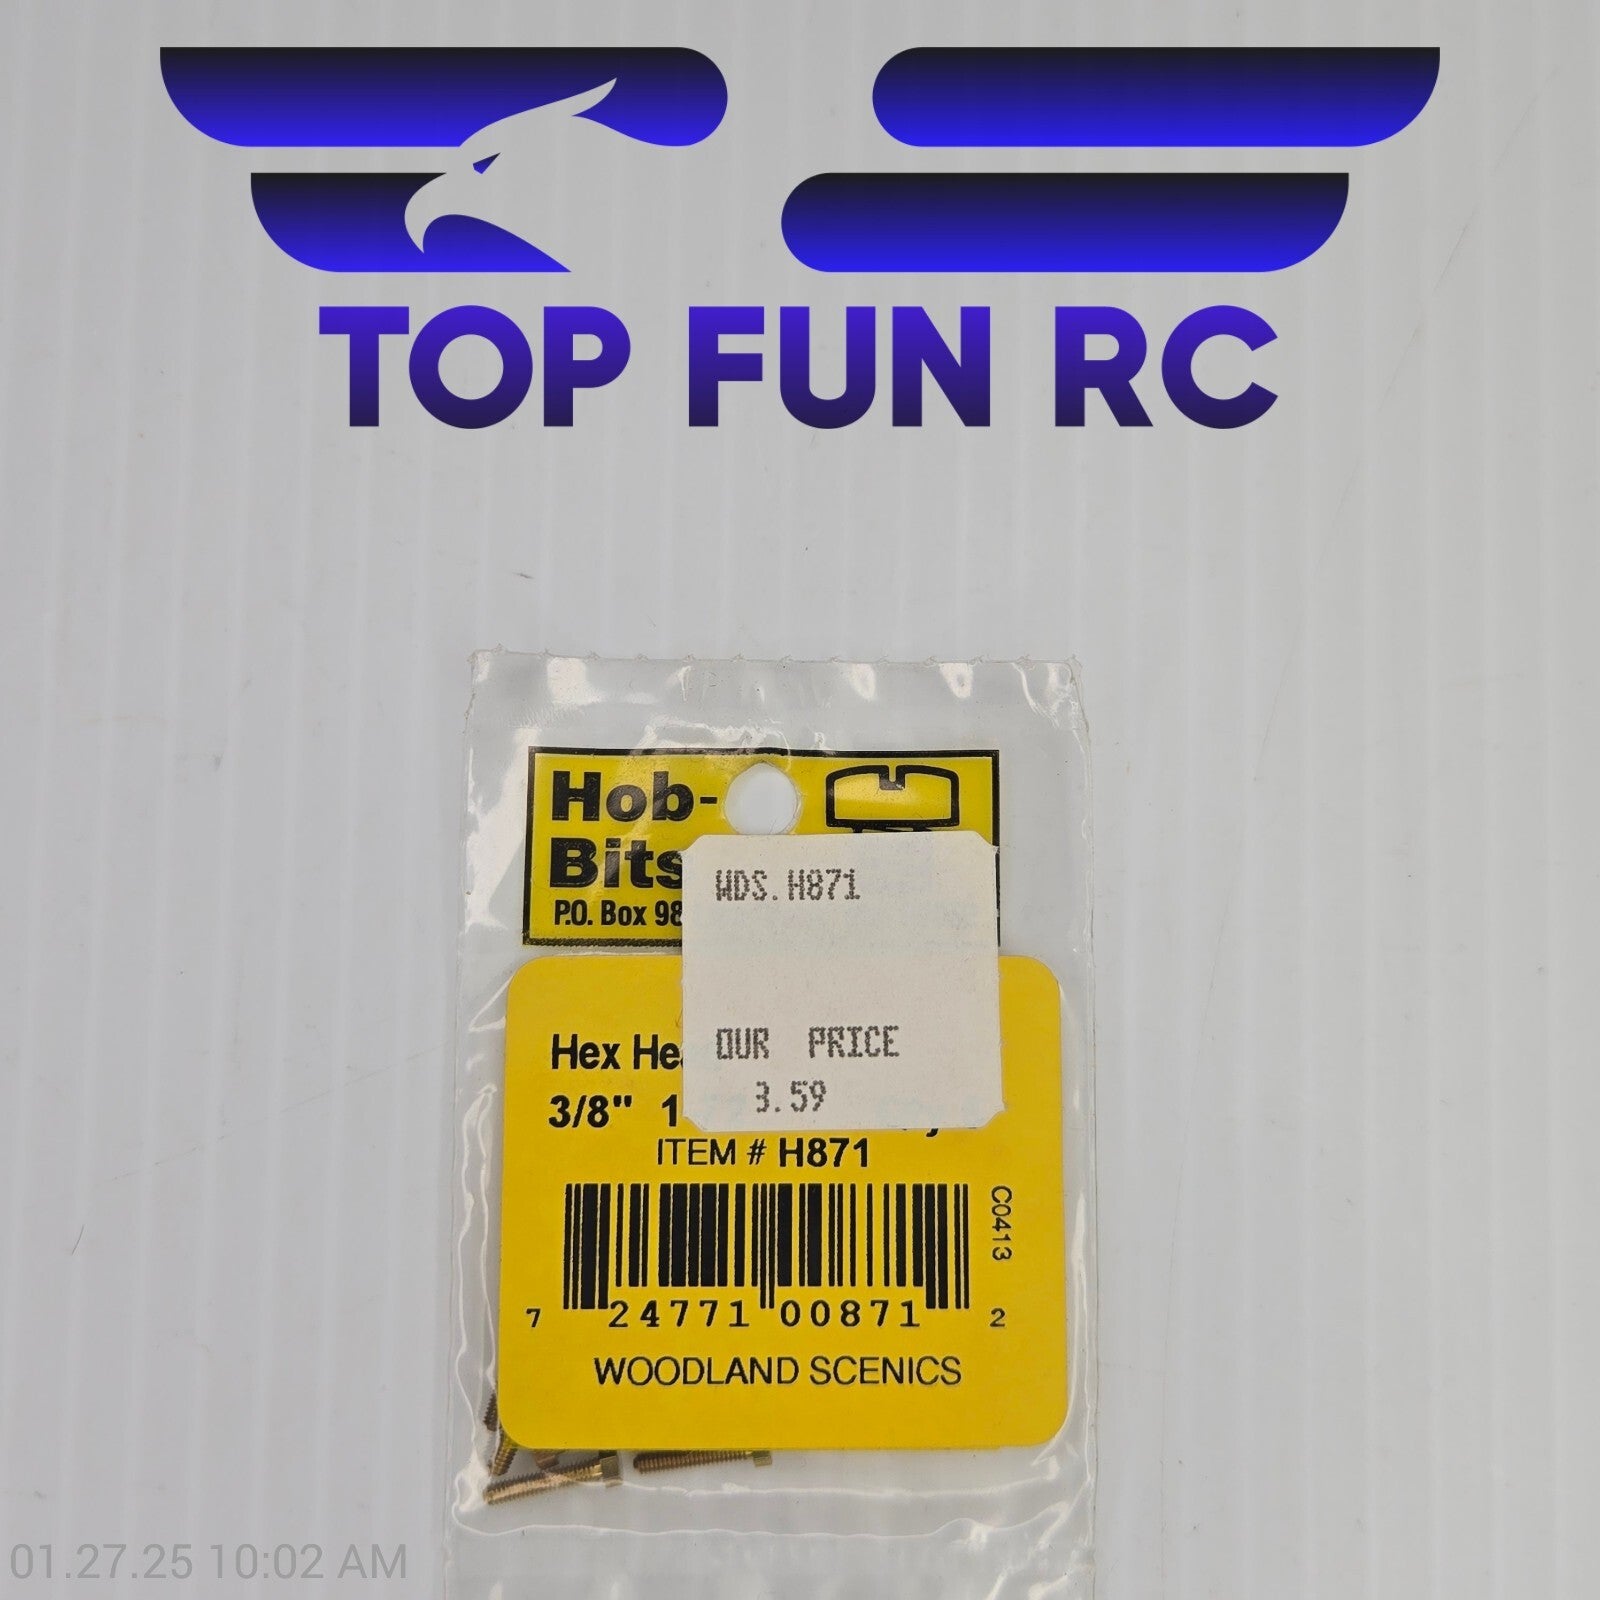 TOP FUN RC
Hob-
Bits
P.O. Box 98
WDS.H871
OUR PRICE
3.59
Hex
3/8" 1
ITEM # H871
C0413
7 24771 00871 2
WOODLAND SCENICS
01.27.25 10:02 AM